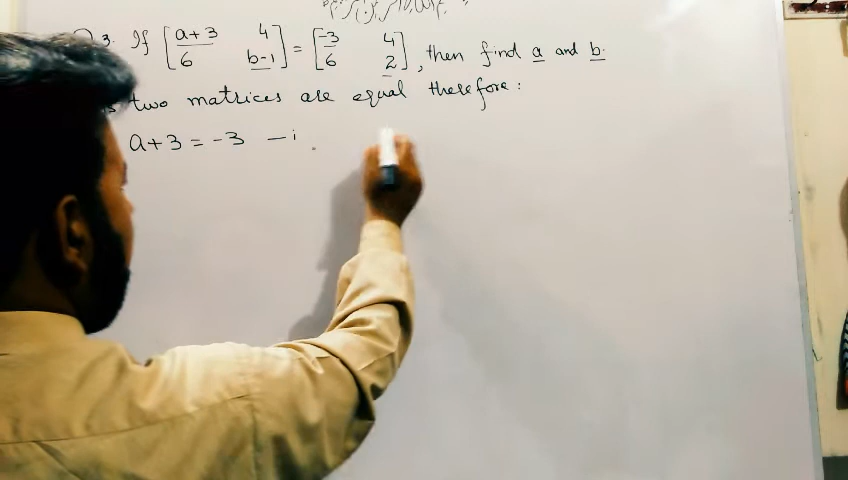 3. If [a+3 4] = [-3 4]
[6 b-1] [6 2], then find a and b.
two matrices are equal therefore:
a+3 = -3 — i